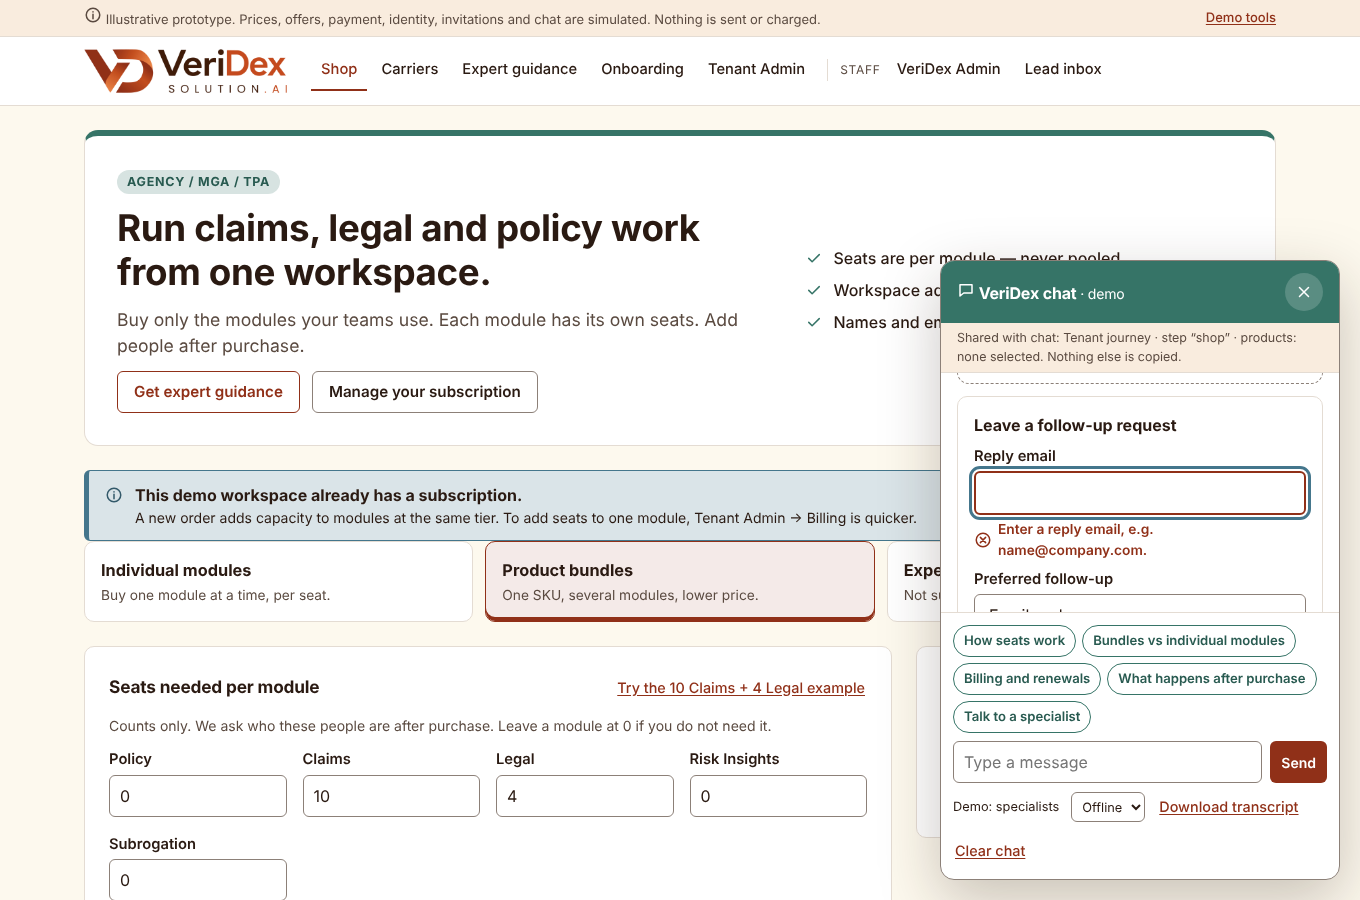 Illustrative prototype. Prices, offers, payment, identity, invitations and chat are simulated. Nothing is sent or charged.
Demo tools
VeriDex
SOLUTION.AI
Shop
Carriers
Expert guidance
Onboarding
Tenant Admin
STAFF
VeriDex Admin
Lead inbox
AGENCY / MGA / TPA
Run claims, legal and policy work
from one workspace.
Buy only the modules your teams use. Each module has its own seats. Add
people after purchase.
Get expert guidance
Manage your subscription
Seats are per module — never pooled
Workspace
Names and
This demo workspace already has a subscription.
A new order adds capacity to modules at the same tier. To add seats to one module, Tenant Admin → Billing is quicker.
Individual modules
Buy one module at a time, per seat.
Product bundles
One SKU, several modules, lower price.
Not
Seats needed per module
Try the 10 Claims + 4 Legal example
Counts only. We ask who these people are after purchase. Leave a module at 0 if you do not need it.
Policy
Claims
Legal
Risk Insights
0
10
4
0
Subrogation
0
VeriDex chat · demo
Shared with chat: Tenant journey · step “shop” · products:
none selected. Nothing else is copied.
Leave a follow-up request
Reply email
Enter a reply email, e.g.
name@company.com.
Preferred follow-up
How seats work
Bundles vs individual modules
Billing and renewals
What happens after purchase
Talk to a specialist
Type a message
Send
Demo: specialists
Offline
Download transcript
Clear chat